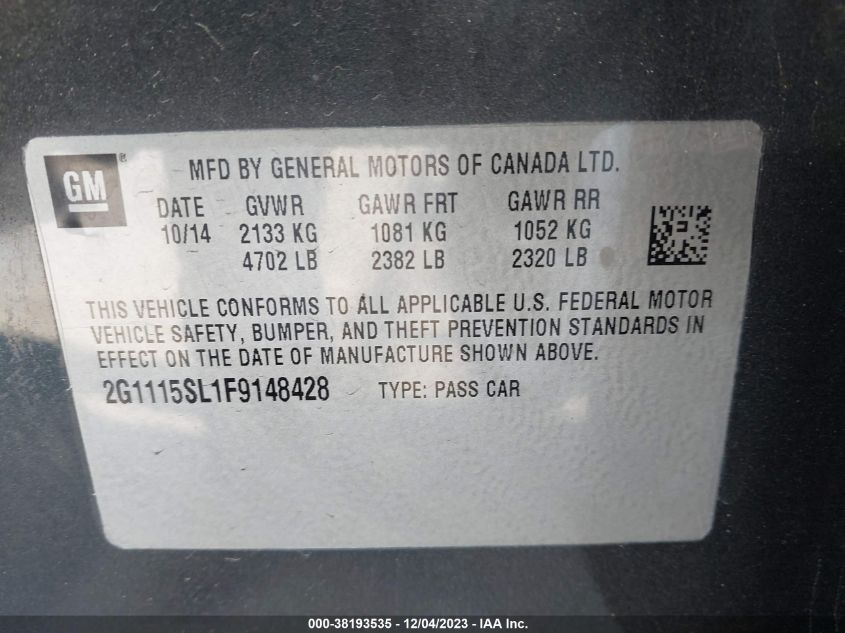 GM ®
MFD BY GENERAL MOTORS OF CANADA LTD.
DATE GVWR GAWR FRT GAWR RR
10/14 2133 KG 1081 KG 1052 KG
4702 LB 2382 LB 2320 LB
THIS VEHICLE CONFORMS TO ALL APPLICABLE U.S. FEDERAL MOTOR
VEHICLE SAFETY, BUMPER, AND THEFT PREVENTION STANDARDS IN
EFFECT ON THE DATE OF MANUFACTURE SHOWN ABOVE.
2G1115SL1F9148428 TYPE: PASS CAR
000-38193535 - 12/04/2023 - IAA Inc.